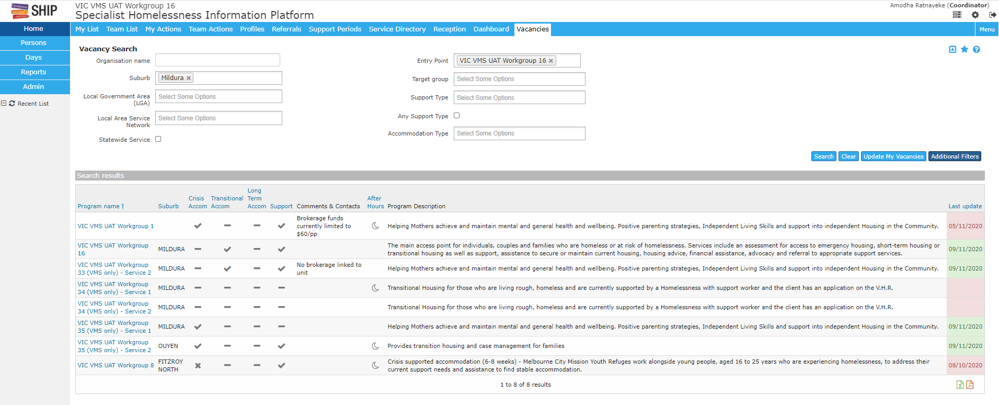 SHIP
VIC VMS UAT Workgroup 16
Specialist Homelessness Information Platform
Amodha Ratnayeke (Coordinator)
Home
My List Team List My Actions Team Actions Profiles Referrals Support Periods Service Directory Reception Dashboard Vacancies
Menu
Persons
Days
Reports
Admin
Recent List
Vacancy Search
Organisation name
Entry Point VIC VMS UAT Workgroup 16
Suburb Mildura
Target group Select Some Options
Local Government Area
(LGA)
Select Some Options
Support Type Select Some Options
Local Area Service
Network
Select Some Options
Any Support Type
Statewide Service
Accommodation Type Select Some Options
Search Clear Update My Vacancies Additional Filters
Search results
Program name ↑
Suburb
Crisis
Accom
Transitional
Accom
Long
Term
Accom
Support
Comments & Contacts
After
Hours
Program Description
Last update
VIC VMS UAT Workgroup 1
Brokerage funds
currently limited to
$60/pp
Helping Mothers achieve and maintain mental and general health and wellbeing. Positive parenting strategies, Independent Living Skills and support into independent Housing in the Community.
05/11/2020
VIC VMS UAT Workgroup
16
MILDURA
The main access point for individuals, couples and families who are homeless or at risk of homelessness. Services include an assessment for access to emergency housing, short-term housing or
transitional housing as well as support, assistance to secure or maintain current housing, housing advice, financial assistance, advocacy and referral to appropriate support services.
09/11/2020
VIC VMS UAT Workgroup
33 (VMS only) - Service 2
MILDURA
No brokerage linked to
unit
Helping Mothers achieve and maintain mental and general health and wellbeing. Positive parenting strategies, Independent Living Skills and support into independent Housing in the Community.
09/11/2020
VIC VMS UAT Workgroup
34 (VMS only) - Service 1
MILDURA
Transitional Housing for those who are living rough, homeless and are currently supported by a Homelessness with support worker and the client has an application on the V.H.R.
VIC VMS UAT Workgroup
34 (VMS only) - Service 2
MILDURA
Transitional Housing for those who are living rough, homeless and are currently supported by a Homelessness with support worker and the client has an application on the V.H.R.
VIC VMS UAT Workgroup
35 (VMS only) - Service 1
MILDURA
Helping Mothers achieve and maintain mental and general health and wellbeing. Positive parenting strategies, Independent Living Skills and support into independent Housing in the Community.
09/11/2020
VIC VMS UAT Workgroup
35 (VMS only) - Service 2
OUYEN
Provides transition housing and case management for families
09/11/2020
VIC VMS UAT Workgroup 8
FITZROY
NORTH
Crisis supported accommodation (6-8 weeks) - Melbourne City Mission Youth Refuges work alongside young people, aged 16 to 25 years who are experiencing homelessness, to address their
current support needs and assistance to find stable accommodation.
08/10/2020
1 to 8 of 8 results